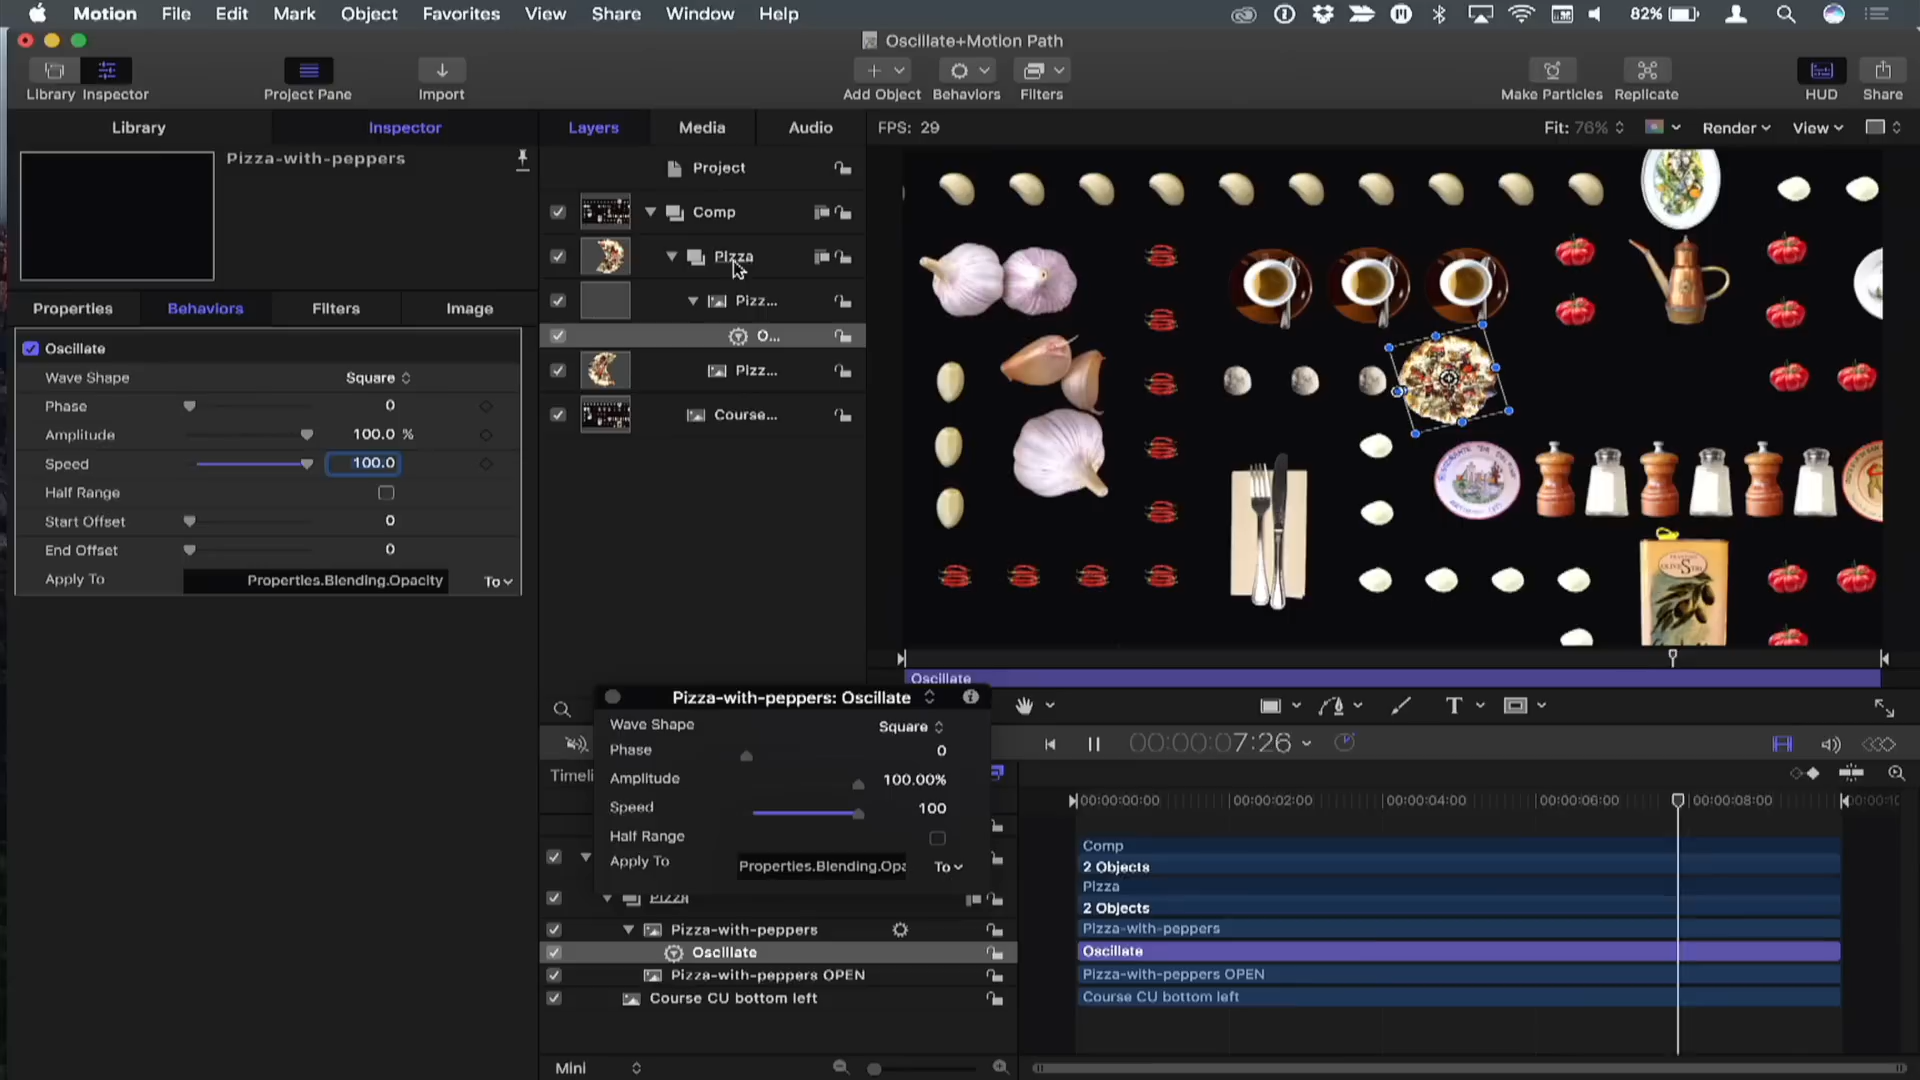 Motion File Edit Mark Object Favorites View Share Window Help 82%
Oscillate+Motion Path
Library Inspector Project Pane Import Add Object Behaviors Filters Make Particles Replicate HUD Share
Library Inspector Layers Media Audio FPS: 29 Fit: 76% Render View
Pizza-with-peppers
Project
Comp
Pizza
Pizz...
O...
Pizz...
Course...
Properties Behaviors Filters Image
Oscillate
Wave Shape Square
Phase 0
Amplitude 100.0 %
Speed 100.0
Half Range
Start Offset 0
End Offset 0
Apply To Properties.Blending.Opacity To
Oscillate
Pizza-with-peppers: Oscillate
Wave Shape Square
Phase 0
Amplitude 100.00%
Speed 100
Half Range
Apply To Properties.Blending.Opa To
T
00:00:00:07:26
Timeli
00:00:00:00 00:00:02:00 00:00:04:00 00:00:06:00 00:00:08:00 00:00:10
Comp
2 Objects
Pizza
2 Objects
Pizza
Pizza-with-peppers Pizza-with-peppers
Oscillate Oscillate
Pizza-with-peppers OPEN Pizza-with-peppers OPEN
Course CU bottom left Course CU bottom left
Mini